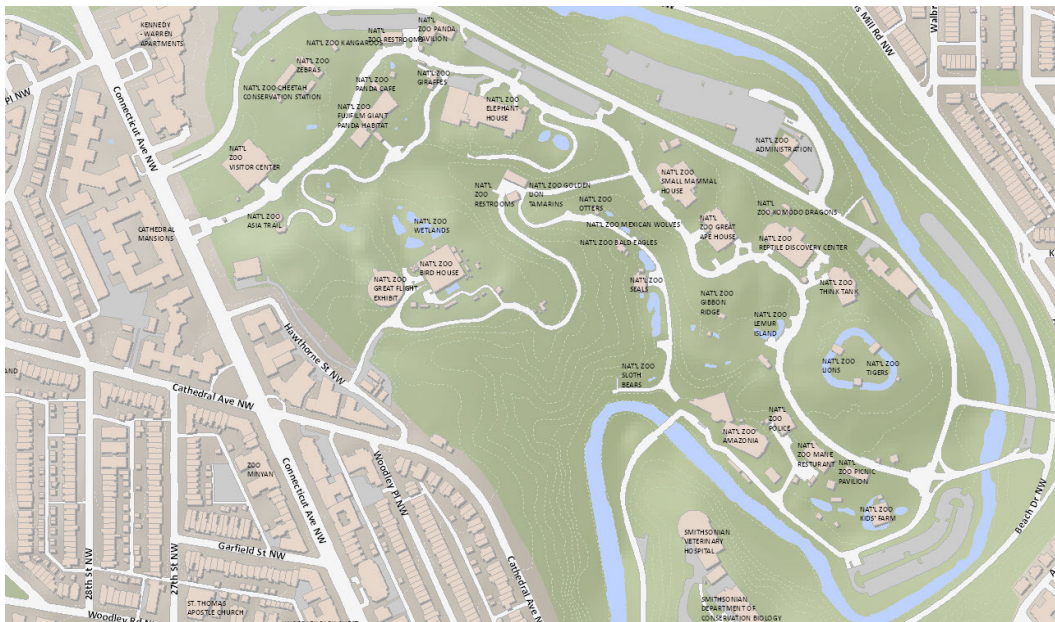 KENNEDY
- WARREN
APARTMENTS
Connecticut Ave NW
NAT'L ZOO KANGAROOS
NAT'L
ZOO RESTROOMS
NAT'L
ZOO PANDA
PAVILION
NAT'L ZOO
ZEBRAS
NAT'L ZOO CHEETAH
CONSERVATION STATION
NAT'L ZOO
PANDA CAFE
NAT'L ZOO
GIRAFFES
NAT'L ZOO
FUJIFILM GIANT
PANDA HABITAT
NAT'L ZOO
ELEPHANT
HOUSE
NAT'L
ZOO
VISITOR CENTER
NAT'L ZOO
ADMINISTRATION
NAT'L ZOO
SMALL MAMMAL
HOUSE
NAT'L
ZOO
RESTROOMS
NAT'L ZOO GOLDEN
LION
TAMARINS
NAT'L ZOO
OTTERS
NAT'L ZOO MEXICAN WOLVES
NAT'L ZOO BALD EAGLES
NAT'L
ZOO KOMODO DRAGONS
NAT'L
ZOO GREAT
APE HOUSE
NAT'L ZOO
REPTILE DISCOVERY CENTER
NAT'L ZOO
ASIA TRAIL
CATHEDRAL
MANSIONS
NAT'L ZOO
WETLANDS
NAT'L ZOO
BIRD HOUSE
NAT'L ZOO
GREAT FLIGHT
EXHIBIT
NAT'L ZOO
SEALS
NAT'L ZOO
GIBBON
RIDGE
NAT'L ZOO
THINK TANK
NAT'L ZOO
LEMUR
ISLAND
NAT'L ZOO
LIONS
NAT'L ZOO
TIGERS
NAT'L
ZOO
SLOTH
BEARS
NAT'L ZOO
AMAZONIA
NAT'L
ZOO
POLICE
NAT'L
ZOO MANE
RESTURANT
NAT'L
ZOO PICNIC
PAVILION
NAT'L ZOO
KIDS' FARM
Hawthorne St NW
Cathedral Ave NW
Woodley Pl NW
ZOO
MINYAN
Connecticut Ave NW
Garfield St NW
28th St NW
27th St NW
ST. THOMAS
APOSTLE CHURCH
Woodley Rd
Cathedral Ave N
SMITHSONIAN
VETERINARY
HOSPITAL
SMITHSONIAN
DEPARTMENT OF
CONSERVATION BIOLOGY
Beach Dr NW
s Mill Rd NW
Pl NW